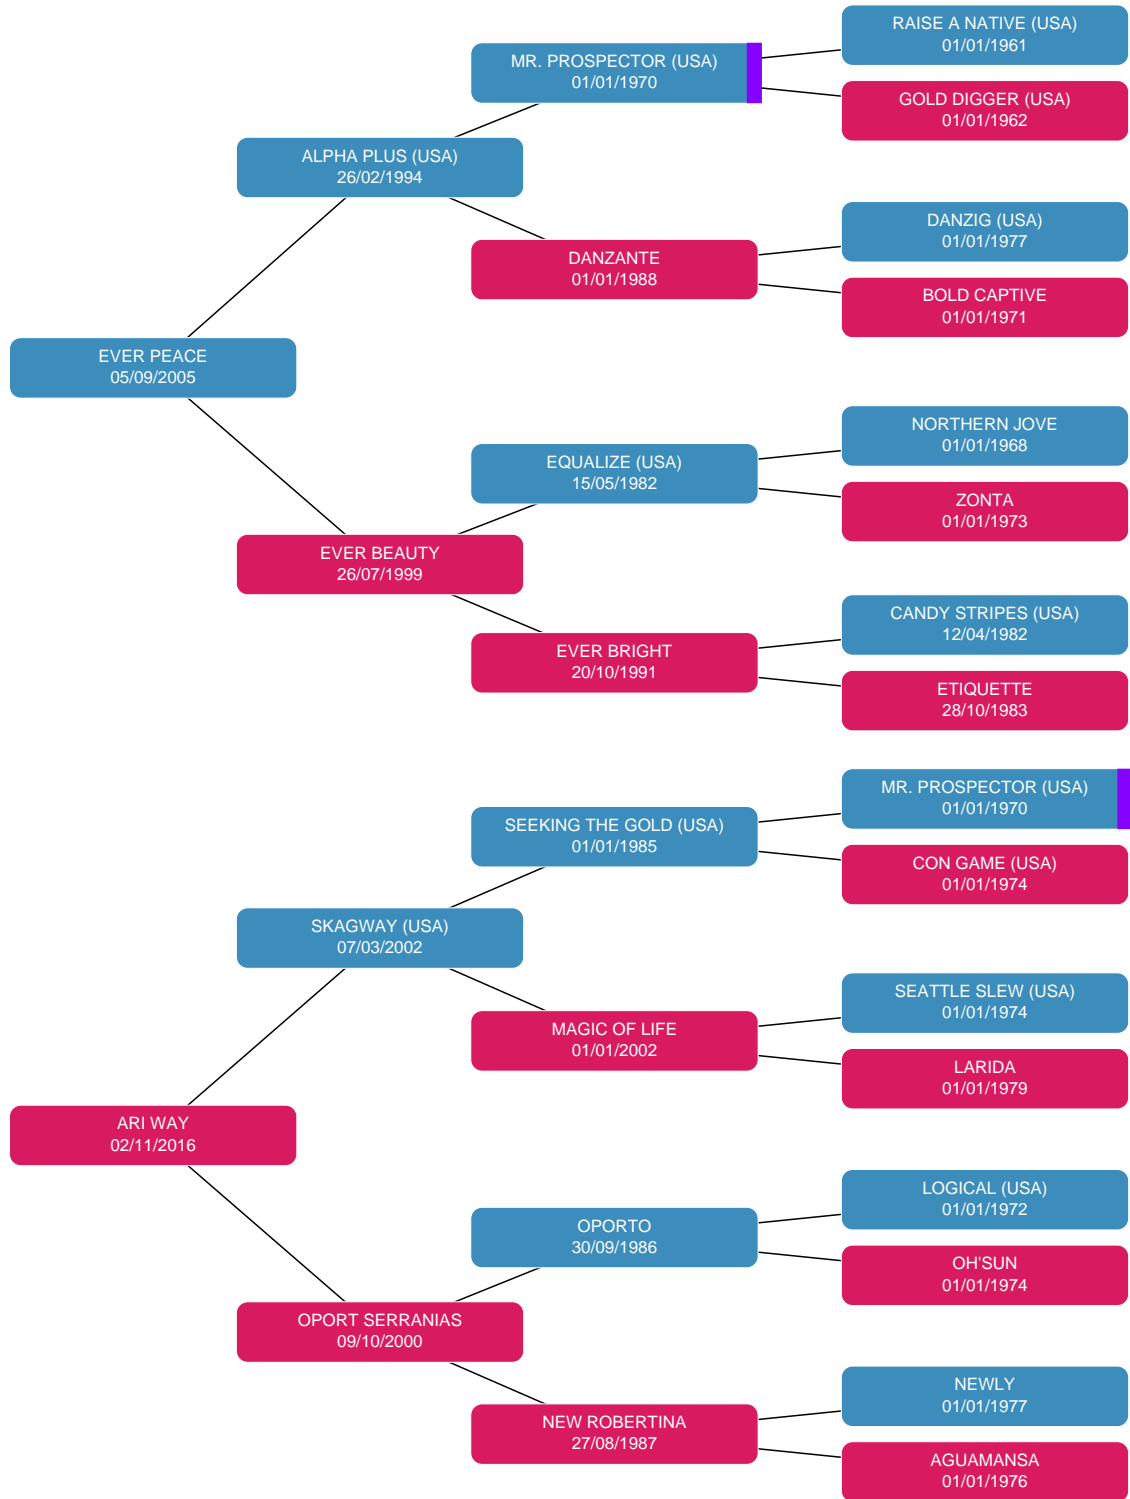 RAISE A NATIVE (USA)
01/01/1961
MR. PROSPECTOR (USA)
01/01/1970
GOLD DIGGER (USA)
01/01/1962
ALPHA PLUS (USA)
26/02/1994
DANZIG (USA)
01/01/1977
DANZANTE
01/01/1988
BOLD CAPTIVE
01/01/1971
EVER PEACE
05/09/2005
NORTHERN JOVE
01/01/1968
EQUALIZE (USA)
15/05/1982
ZONTA
01/01/1973
EVER BEAUTY
26/07/1999
CANDY STRIPES (USA)
12/04/1982
EVER BRIGHT
20/10/1991
ETIQUETTE
28/10/1983
MR. PROSPECTOR (USA)
01/01/1970
SEEKING THE GOLD (USA)
01/01/1985
CON GAME (USA)
01/01/1974
SKAGWAY (USA)
07/03/2002
SEATTLE SLEW (USA)
01/01/1974
MAGIC OF LIFE
01/01/2002
LARIDA
01/01/1979
ARI WAY
02/11/2016
LOGICAL (USA)
01/01/1972
OPORTO
30/09/1986
OH'SUN
01/01/1974
OPORT SERRANIAS
09/10/2000
NEWLY
01/01/1977
NEW ROBERTINA
27/08/1987
AGUAMANSA
01/01/1976